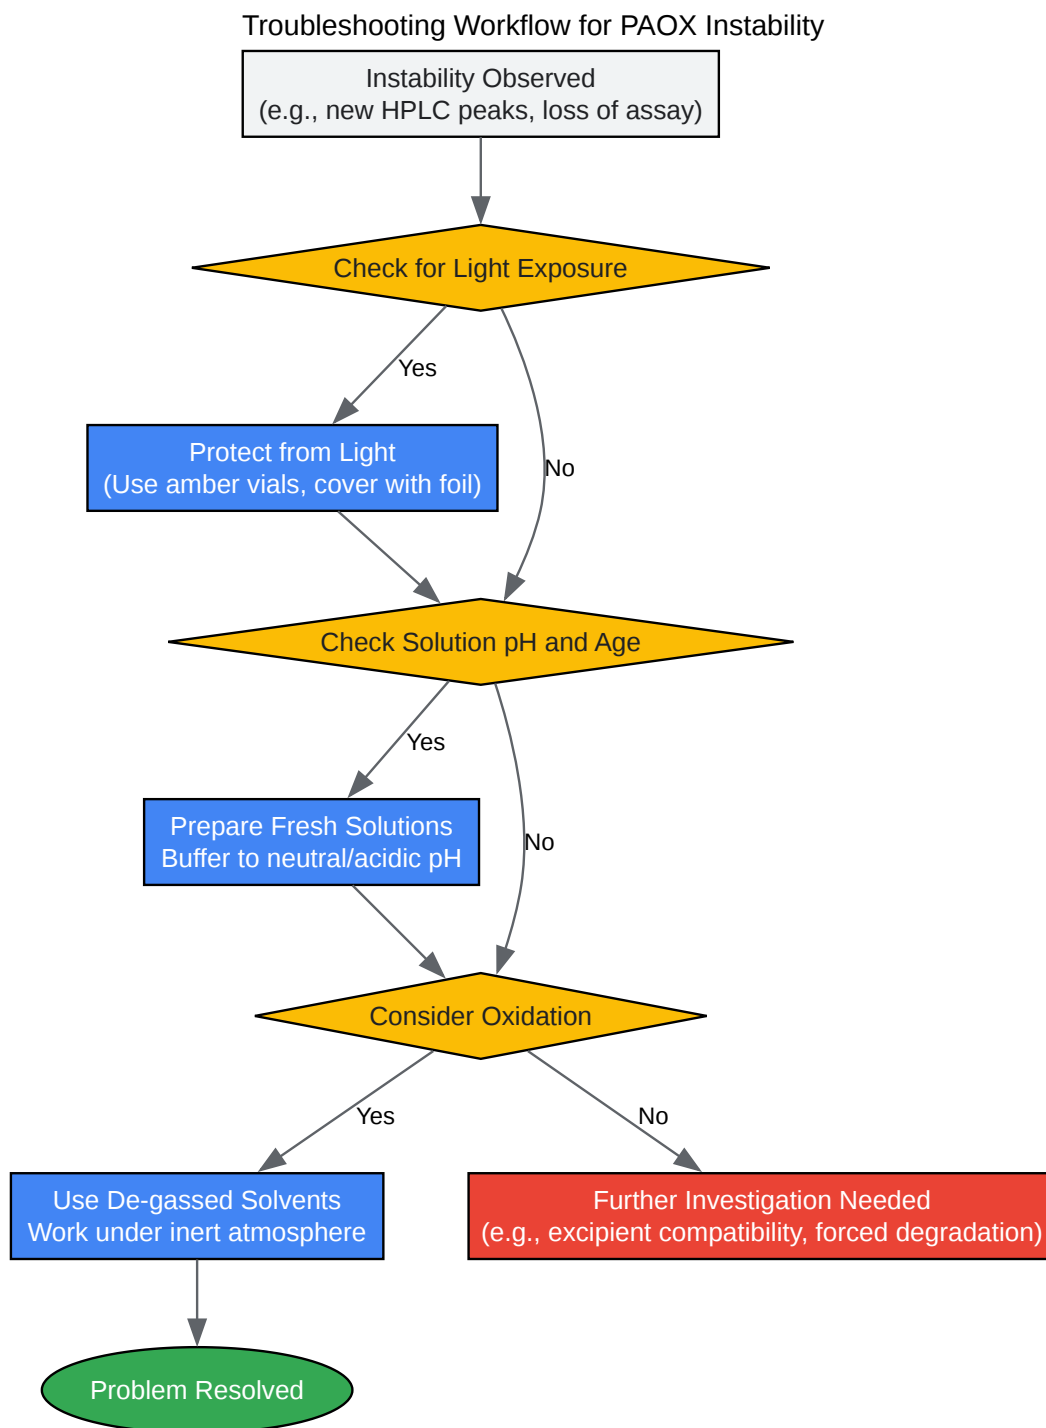 Troubleshooting Workflow for PAOX Instability
Instability Observed
(e.g., new HPLC peaks, loss of assay)
Check for Light Exposure
Yes
Protect from Light
(Use amber vials, cover with foil)
No
Check Solution pH and Age
Yes
Prepare Fresh Solutions
Buffer to neutral/acidic pH
No
Consider Oxidation
Yes
No
Use De-gassed Solvents
Work under inert atmosphere
Further Investigation Needed
(e.g., excipient compatibility, forced degradation)
Problem Resolved